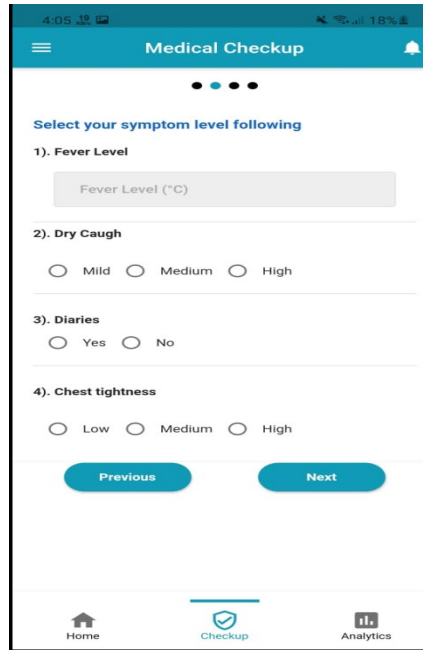 4:05
18%
Medical Checkup
Select your symptom level following
1). Fever Level
Fever Level (°C)
2). Dry Caugh
Mild Medium High
3). Diaries
Yes No
4). Chest tightness
Low Medium High
Previous Next
Home Checkup Analytics